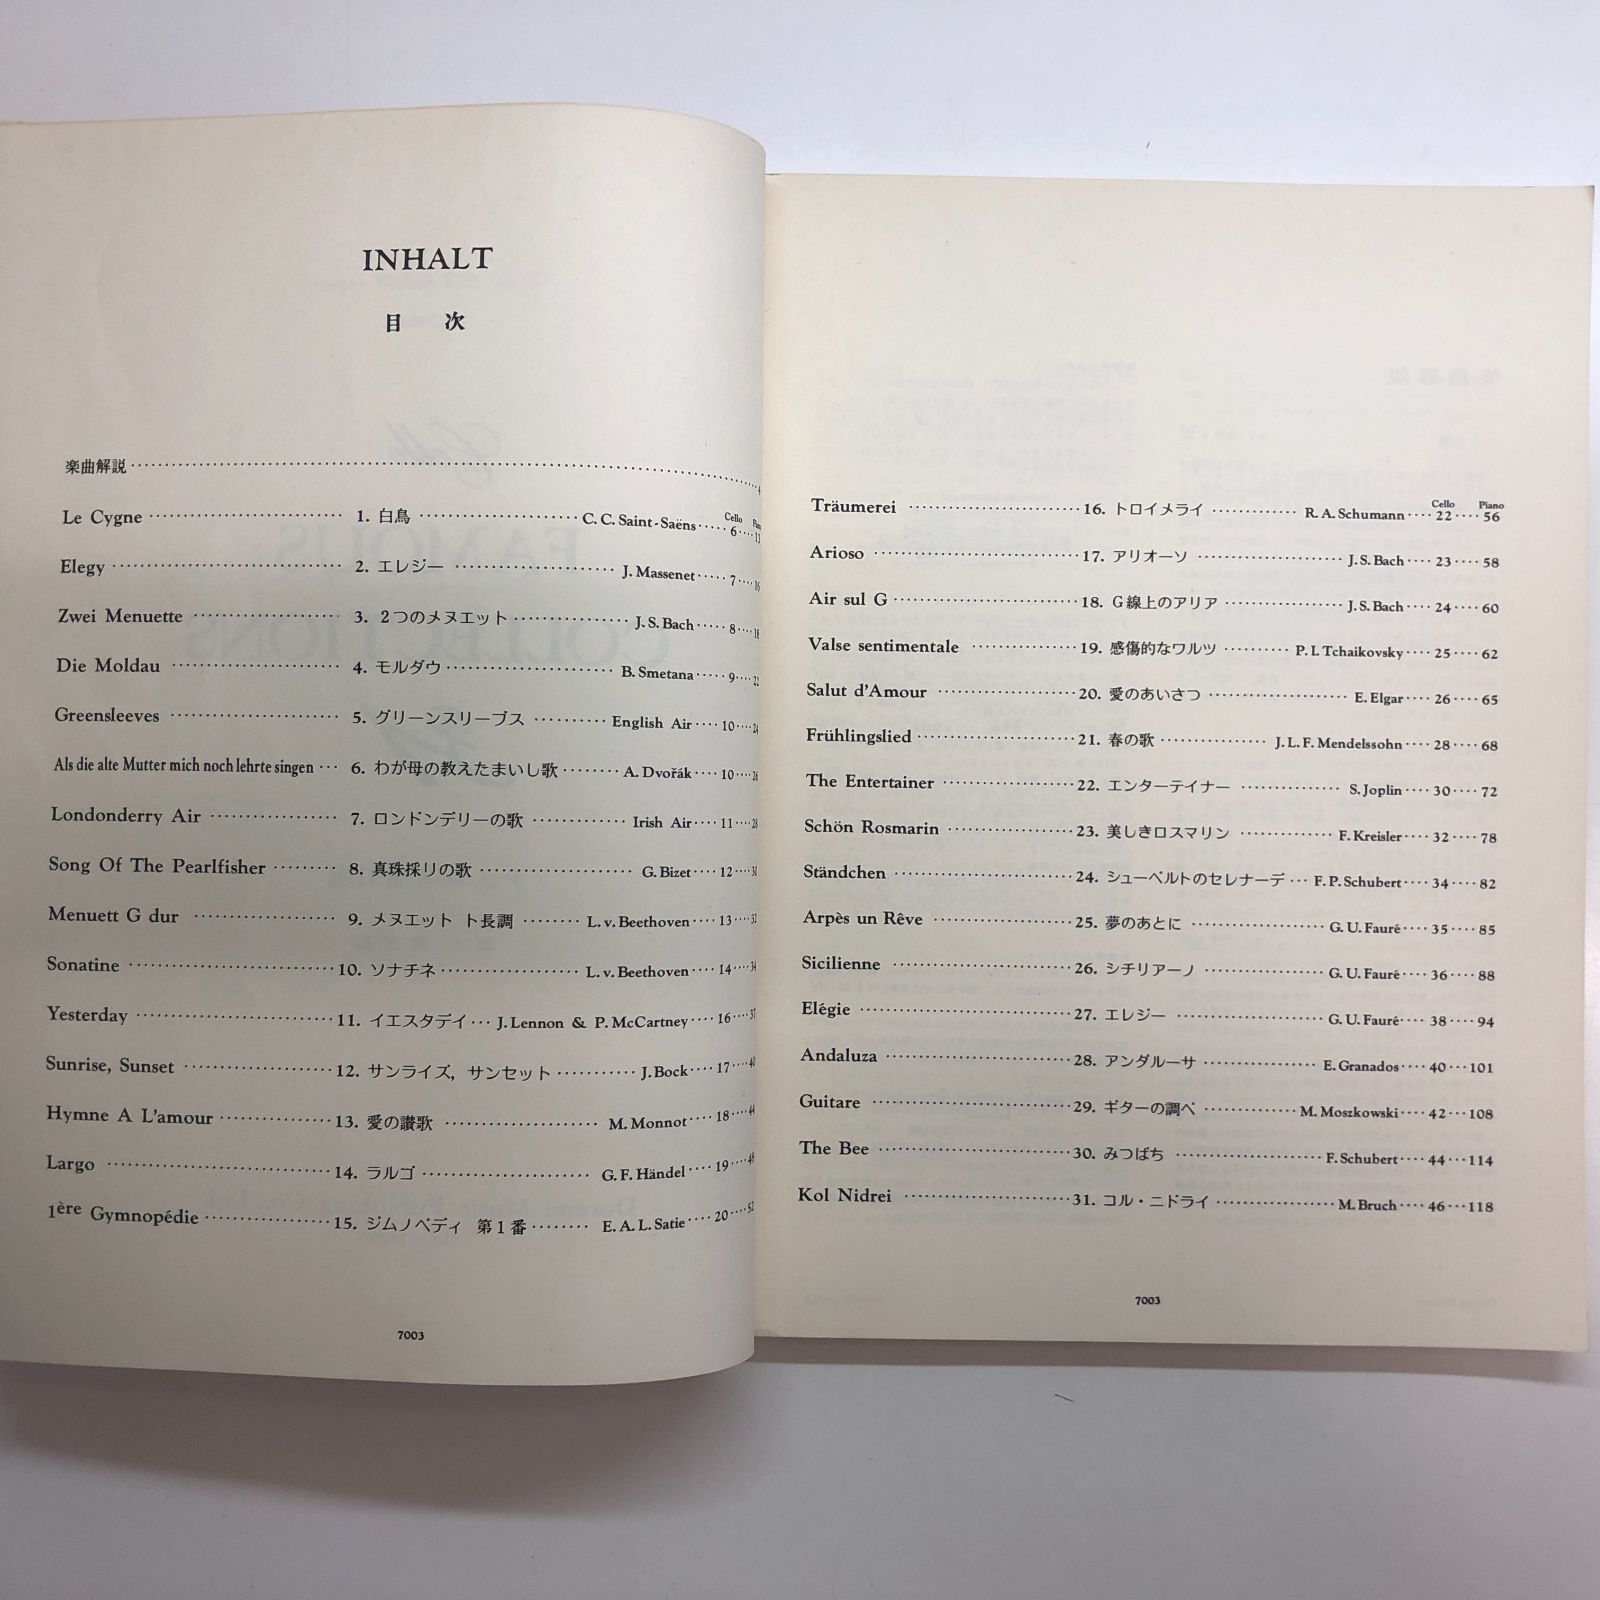 INHALT
目 次
楽曲解説 4
Cello
Le Cygne 1. 白鳥 C. C. Saint-Saëns 6
Elegy 2. エレジー J. Massenet 7 16
Zwei Menuette 3. 2つのメヌエット J. S. Bach 8 18
Die Moldau 4. モルダウ B. Smetana 9 22
Greensleeves 5. グリーンスリーブス English Air 10 24
Als die alte Mutter mich noch lehrte singen 6. わが母の教えたまいし歌 A. Dvořák 10 26
Londonderry Air 7. ロンドンデリーの歌 Irish Air 11 28
Song Of The Pearlfisher 8. 真珠採りの歌 G. Bizet 12
Menuett G dur 9. メヌエット ト長調 L. v. Beethoven 13 32
Sonatine 10. ソナチネ L. v. Beethoven 14 34
Yesterday 11. イエスタデイ J. Lennon & P. McCartney 16 37
Sunrise, Sunset 12. サンライズ, サンセット J. Bock 17 40
Hymne A L'amour 13. 愛の讃歌 M. Monnot 18 44
Largo 14. ラルゴ G. F. Händel 19 48
1ère Gymnopédie 15. ジムノペディ 第1番 E. A. L. Satie 20 52
7003
Cello Piano
Träumerei 16. トロイメライ R. A. Schumann 22 56
Arioso 17. アリオーソ J. S. Bach 23 58
Air sul G 18. G線上のアリア J. S. Bach 24 60
Valse sentimentale 19. 感傷的なワルツ P. I. Tchaikovsky 25 62
Salut d'Amour 20. 愛のあいさつ E. Elgar 26 65
Frühlingslied 21. 春の歌 J. L. F. Mendelssohn 28 68
The Entertainer 22. エンターテイナー S. Joplin 30 72
Schön Rosmarin 23. 美しきロスマリン F. Kreisler 32 78
Ständchen 24. シューベルトのセレナーデ F. P. Schubert 34 82
Arpès un Rêve 25. 夢のあとに G. U. Fauré 35 85
Sicilienne 26. シチリアーノ G. U. Fauré 36 88
Elégie 27. エレジー G. U. Fauré 38 94
Andaluza 28. アンダルーサ E. Granados 40 101
Guitare 29. ギターの調べ M. Moszkowski 42 108
The Bee 30. みつばち F. Schubert 44 114
Kol Nidrei 31. コル・ニドライ M. Bruch 46 118
7003